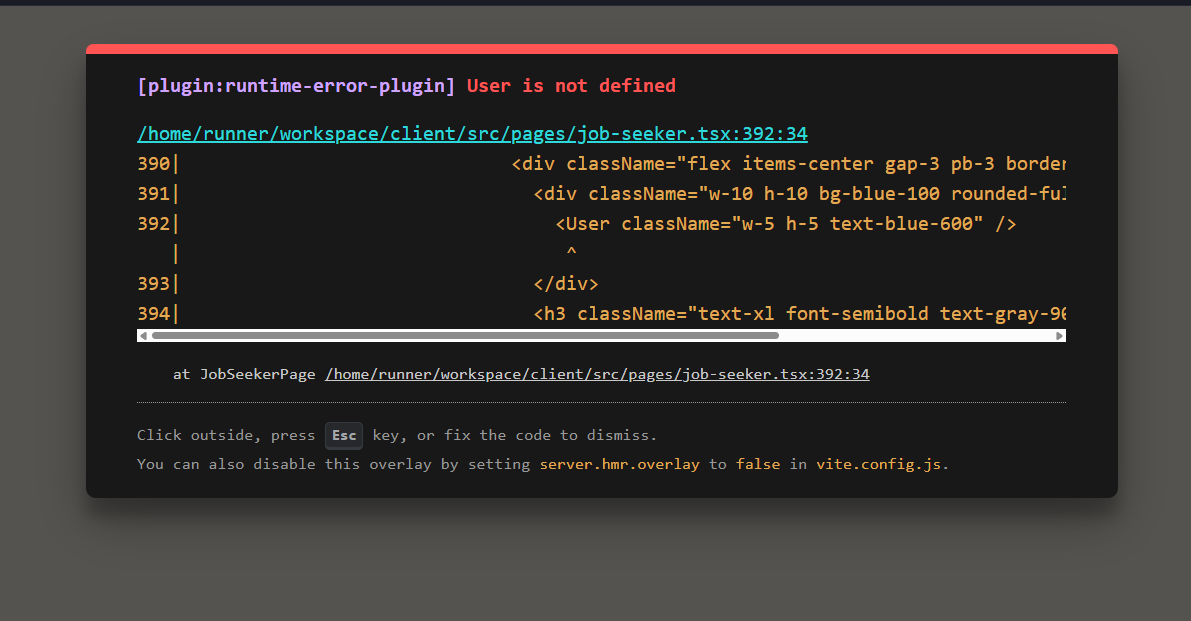 [plugin:runtime-error-plugin] User is not defined
/home/runner/workspace/client/src/pages/job-seeker.tsx:392:34
390| <div className="flex items-center gap-3 pb-3 border
391| <div className="w-10 h-10 bg-blue-100 rounded-ful
392| <User className="w-5 h-5 text-blue-600" />
| ^
393| </div>
394| <h3 className="text-xl font-semibold text-gray-90
at JobSeekerPage /home/runner/workspace/client/src/pages/job-seeker.tsx:392:34
Click outside, press Esc key, or fix the code to dismiss.
You can also disable this overlay by setting server.hmr.overlay to false in vite.config.js.